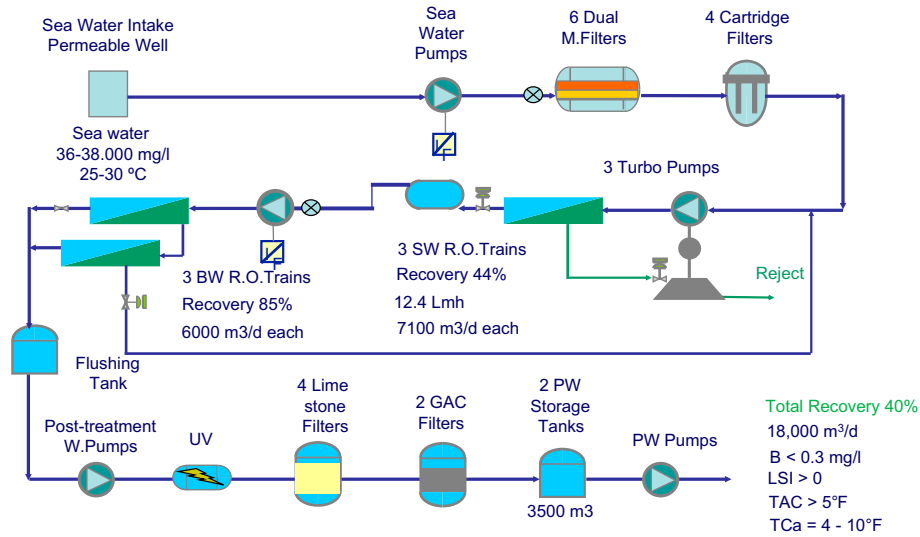 Sea Water Intake
Permeable Well
Sea
Water
Pumps
6 Dual
M.Filters
4 Cartridge
Filters
Sea water
36-38.000 mg/l
25-30 ºC
3 Turbo Pumps
3 BW R.O.Trains
Recovery 85%
6000 m3/d each
3 SW R.O.Trains
Recovery 44%
12.4 Lmh
7100 m3/d each
Reject
Flushing
Tank
Post-treatment
W.Pumps
UV
4 Lime
stone
Filters
2 GAC
Filters
2 PW
Storage
Tanks
3500 m3
PW Pumps
Total Recovery 40%
18,000 m³/d
B < 0.3 mg/l
LSI > 0
TAC > 5°F
TCa = 4 - 10°F